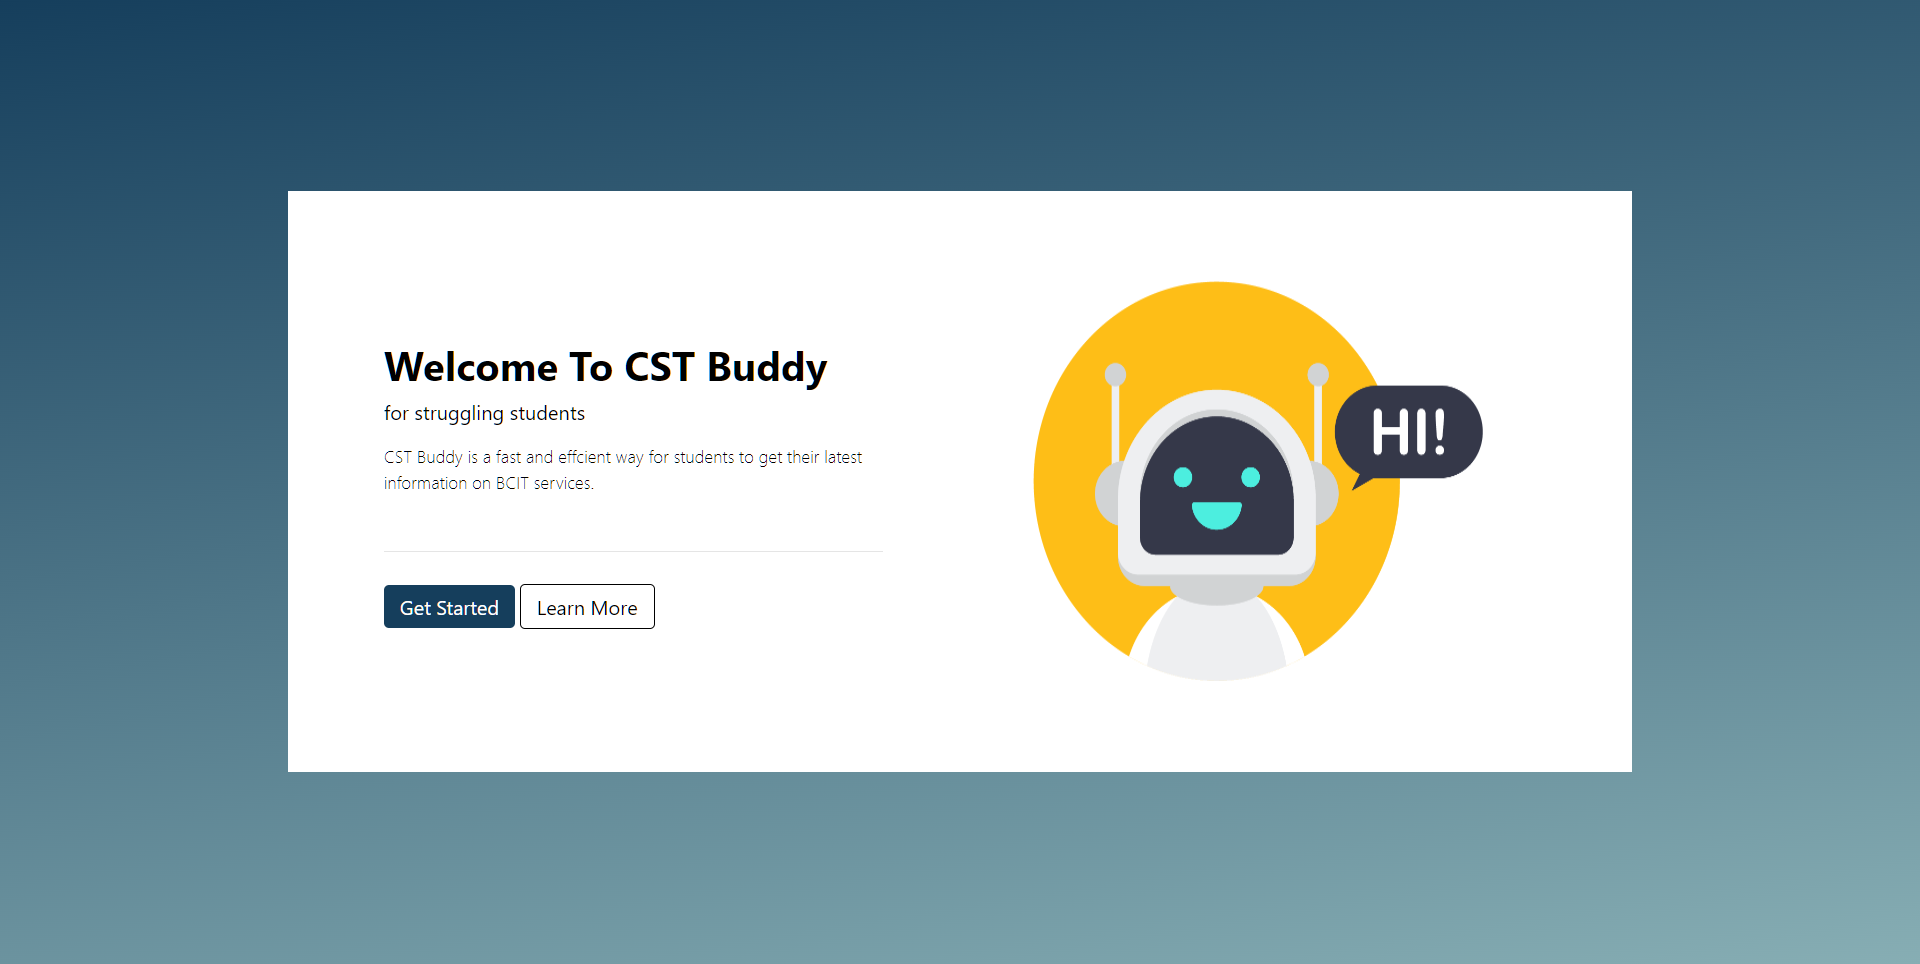 Welcome To CST Buddy
for struggling students
CST Buddy is a fast and effcient way for students to get their latest
information on BCIT services.
Get Started
Learn More
HI!